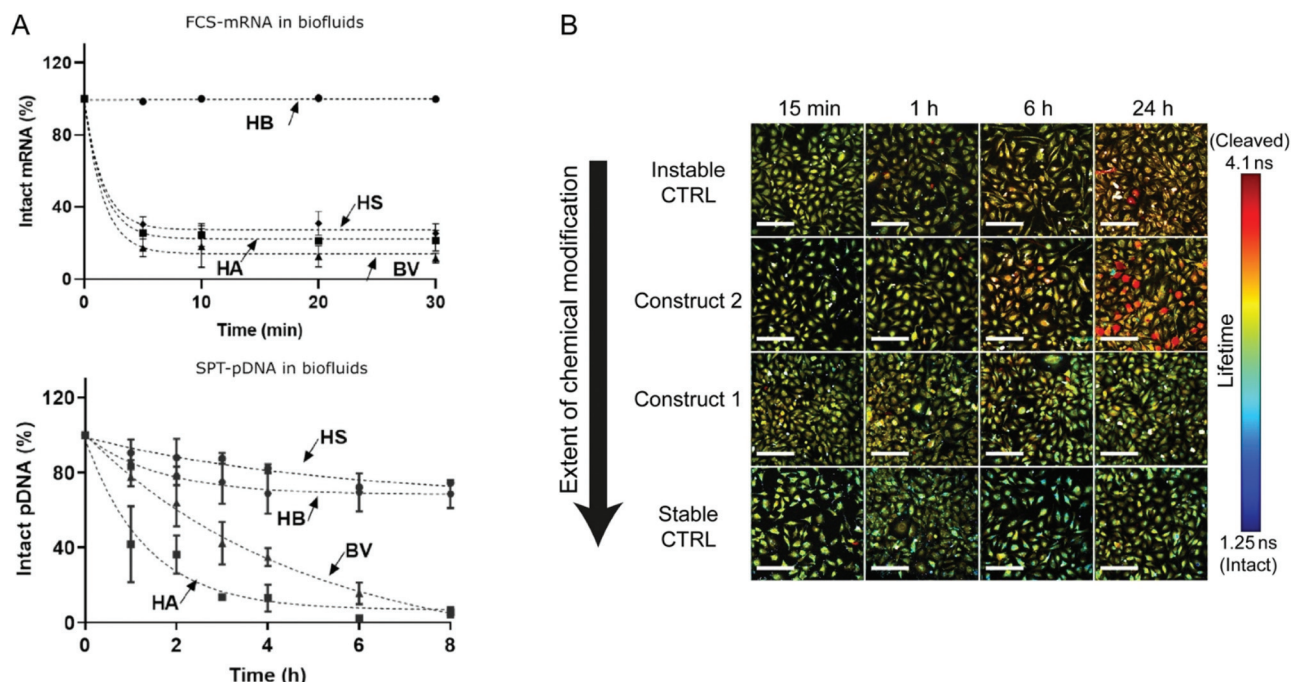 A
FCS-mRNA in biofluids
Intact mRNA (%)
120
80
40
0
HB
HS
HA
BV
0
10
20
30
Time (min)
SPT-pDNA in biofluids
Intact pDNA (%)
120
80
40
0
HS
HB
BV
HA
0
2
4
6
8
Time (h)
B
15 min
1 h
6 h
24 h
Extent of chemical modification
Instable
CTRL
Construct 2
Construct 1
Stable
CTRL
(Cleaved)
4.1 ns
Lifetime
1.25 ns
(Intact)